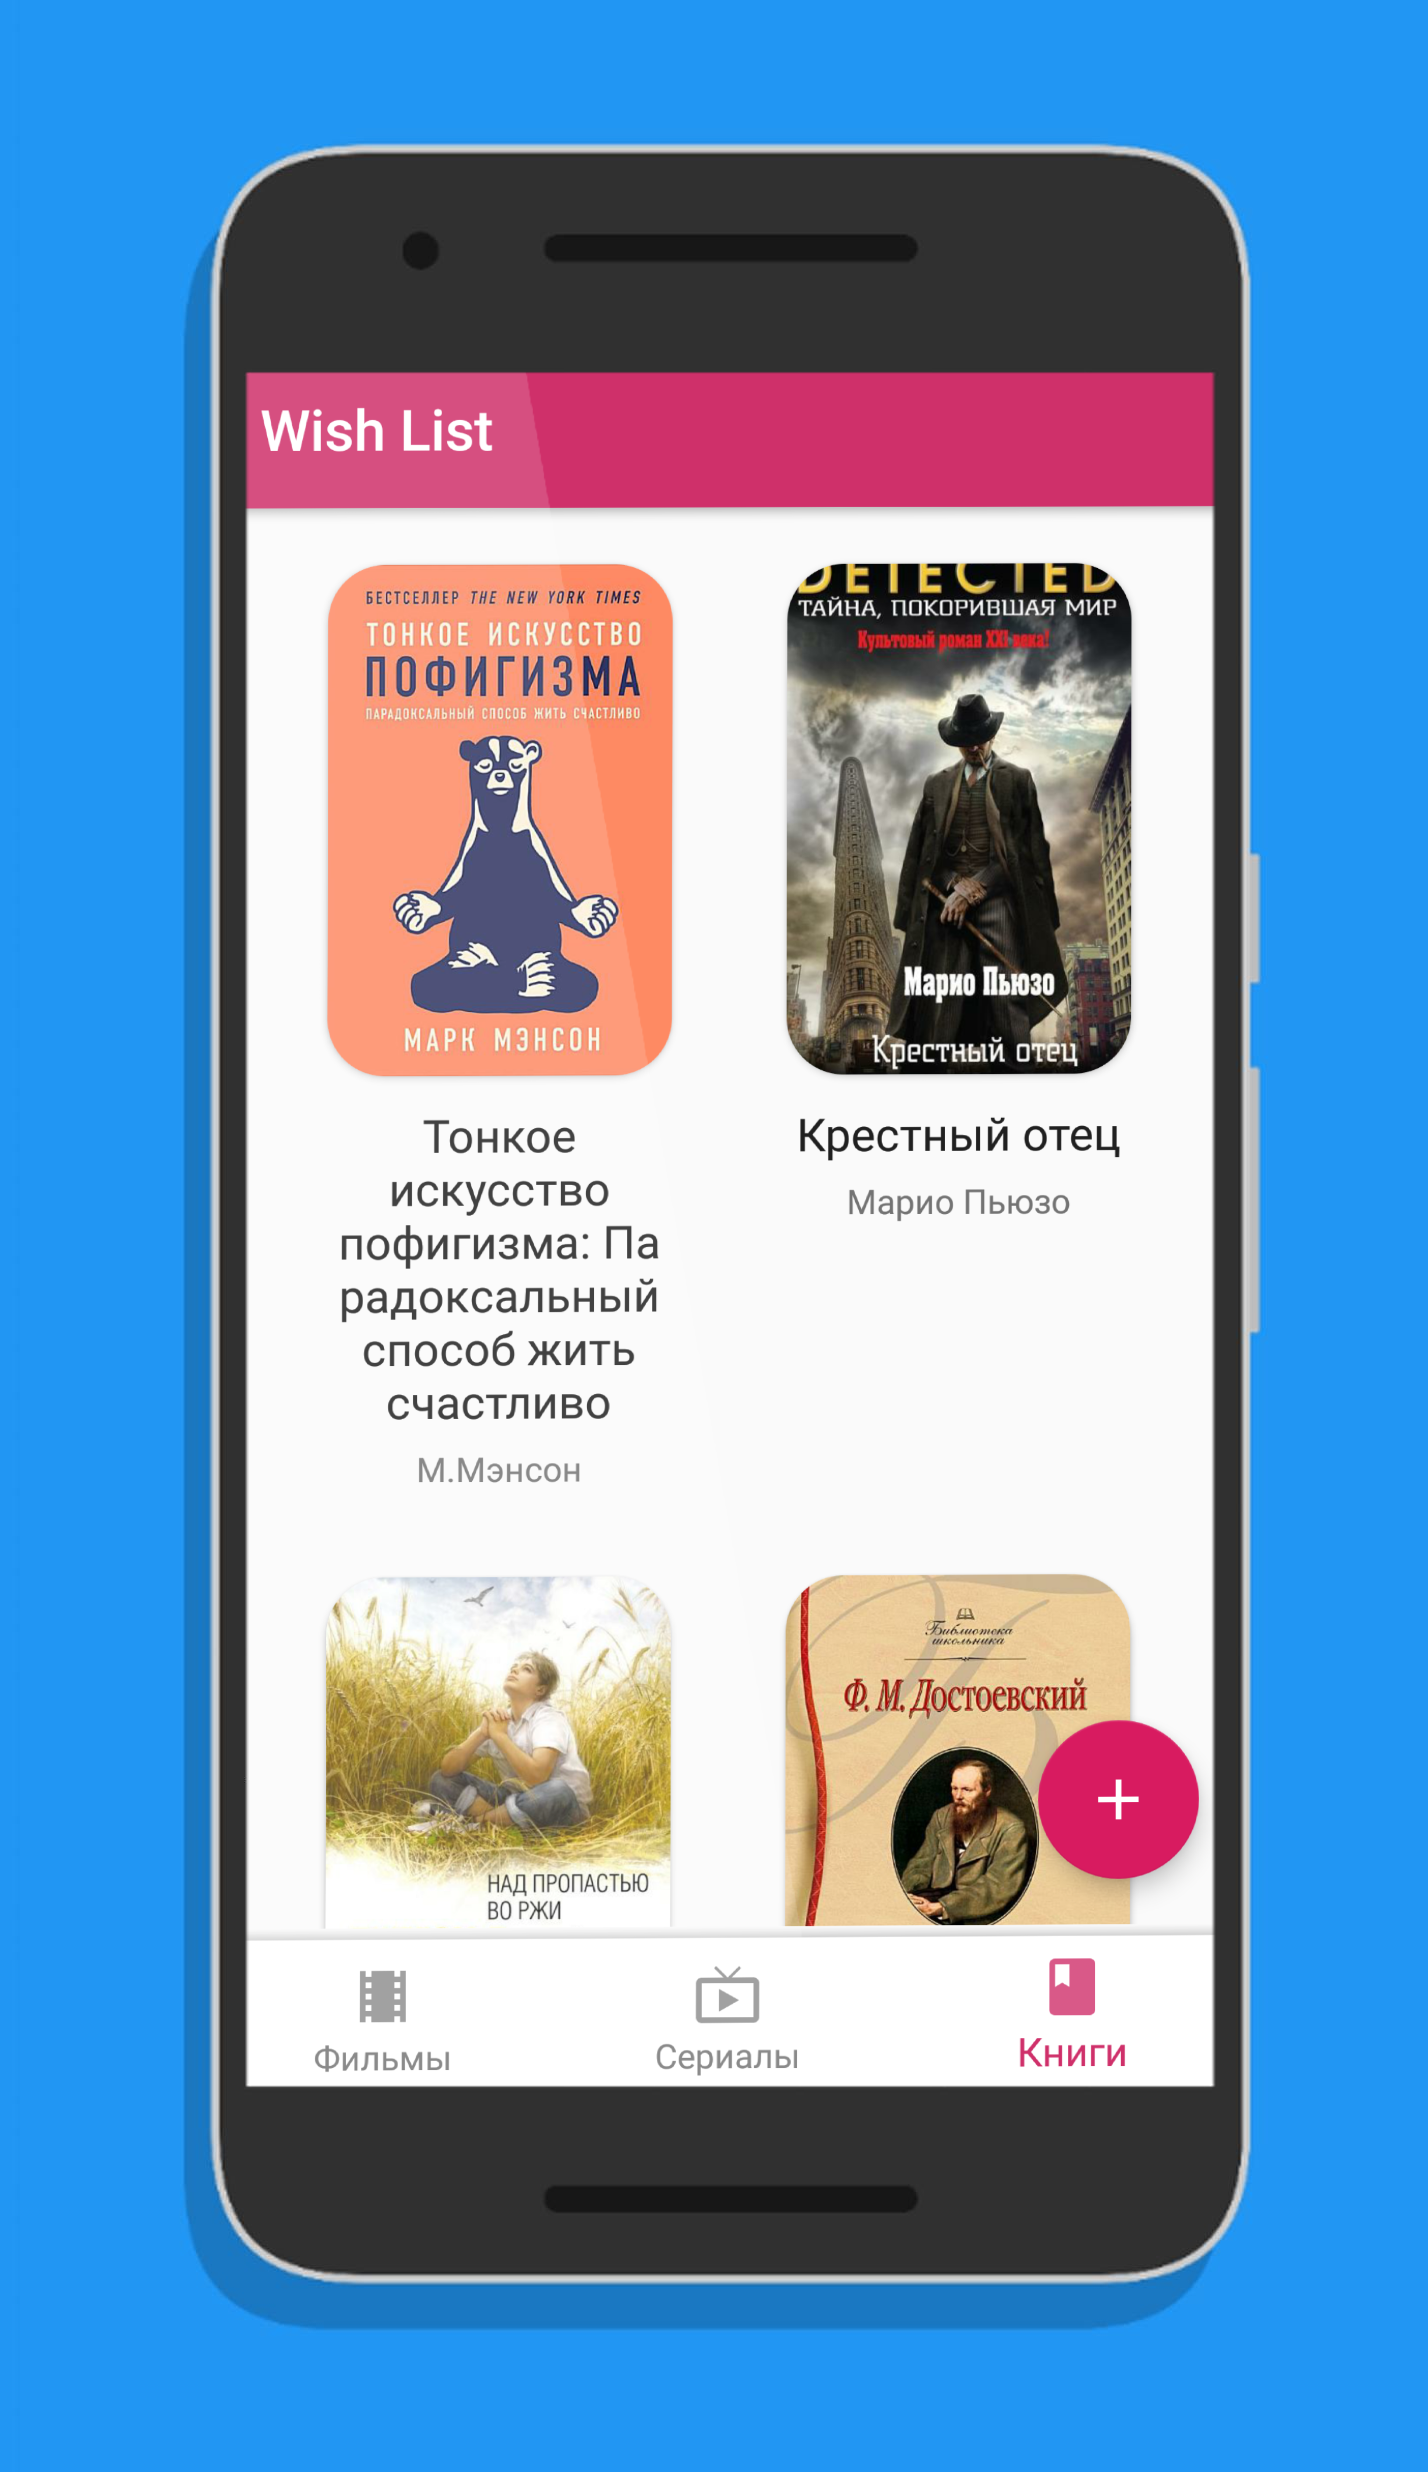 Wish List
БЕСТСЕЛЛЕР THE NEW YORK TIMES
ТОНКОЕ ИСКУССТВО
ПОФИГИЗМА
ПАРАДОКСАЛЬНЫЙ СПОСОБ ЖИТЬ СЧАСТЛИВО
МАРК МЭНСОН
DETECTED
ТАЙНА, ПОКОРИВШАЯ МИР
Культовый роман XXI века!
Марио Пьюзо
Крестный отец
Тонкое
искусство
пофигизма: Па
радоксальный
способ жить
счастливо
М.Мэнсон
Крестный отец
Марио Пьюзо
НАД ПРОПАСТЬЮ
ВО РЖИ
Библиотека
школьника
Ф. М. Достоевский
+
Фильмы
Сериалы
Книги